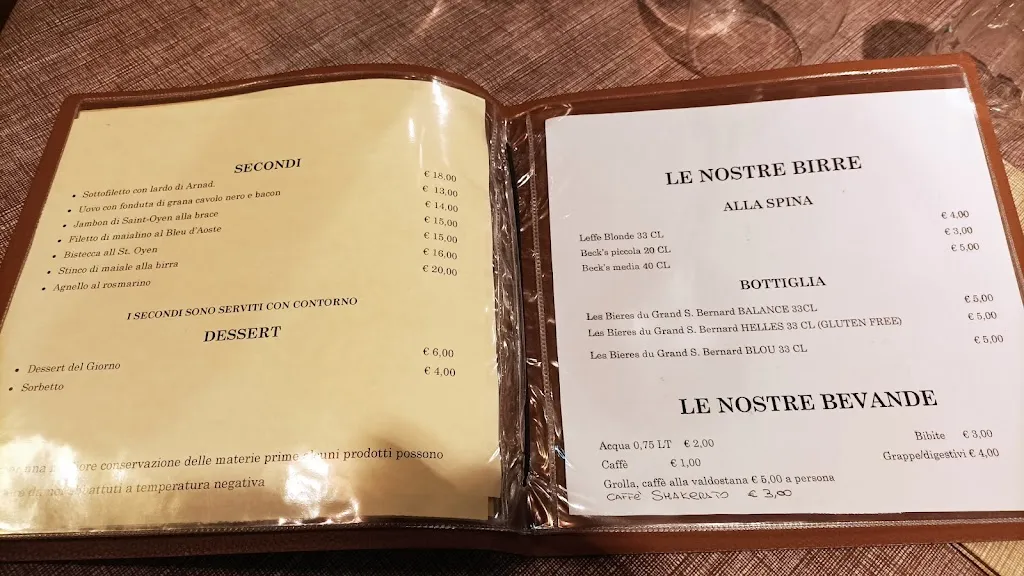 SECONDI
• Sottofiletto con lardo di Arnad. € 18,00
• Uovo con fonduta di grana cavolo nero e bacon € 13,00
• Jambon di Saint-Oyen alla brace € 14,00
• Filetto di maialino al Bleu d'Aoste € 15,00
• Bistecca all St. Oyen € 15,00
• Stinco di maiale alla birra € 16,00
• Agnello al rosmarino € 20,00
I SECONDI SONO SERVITI CON CONTORNO
DESSERT
• Dessert del Giorno € 6,00
• Sorbetto € 4,00
una conservazione delle materie prime alcuni prodotti possono
abbattuti a temperatura negativa
LE NOSTRE BIRRE
ALLA SPINA
Leffe Blonde 33 CL € 4,00
Beck's piccola 20 CL € 3,00
Beck's media 40 CL € 5,00
BOTTIGLIA
Les Bieres du Grand S. Bernard BALANCE 33CL € 5,00
Les Bieres du Grand S. Bernard HELLES 33 CL (GLUTEN FREE) € 5,00
Les Bieres du Grand S. Bernard BLOU 33 CL € 5,00
LE NOSTRE BEVANDE
Acqua 0,75 LT € 2,00 Bibite € 3,00
Caffè € 1,00 Grappe/digestivi € 4,00
Grolla, caffè alla valdostana € 5,00 a persona
CAFFE' SHAKERATO € 3,00